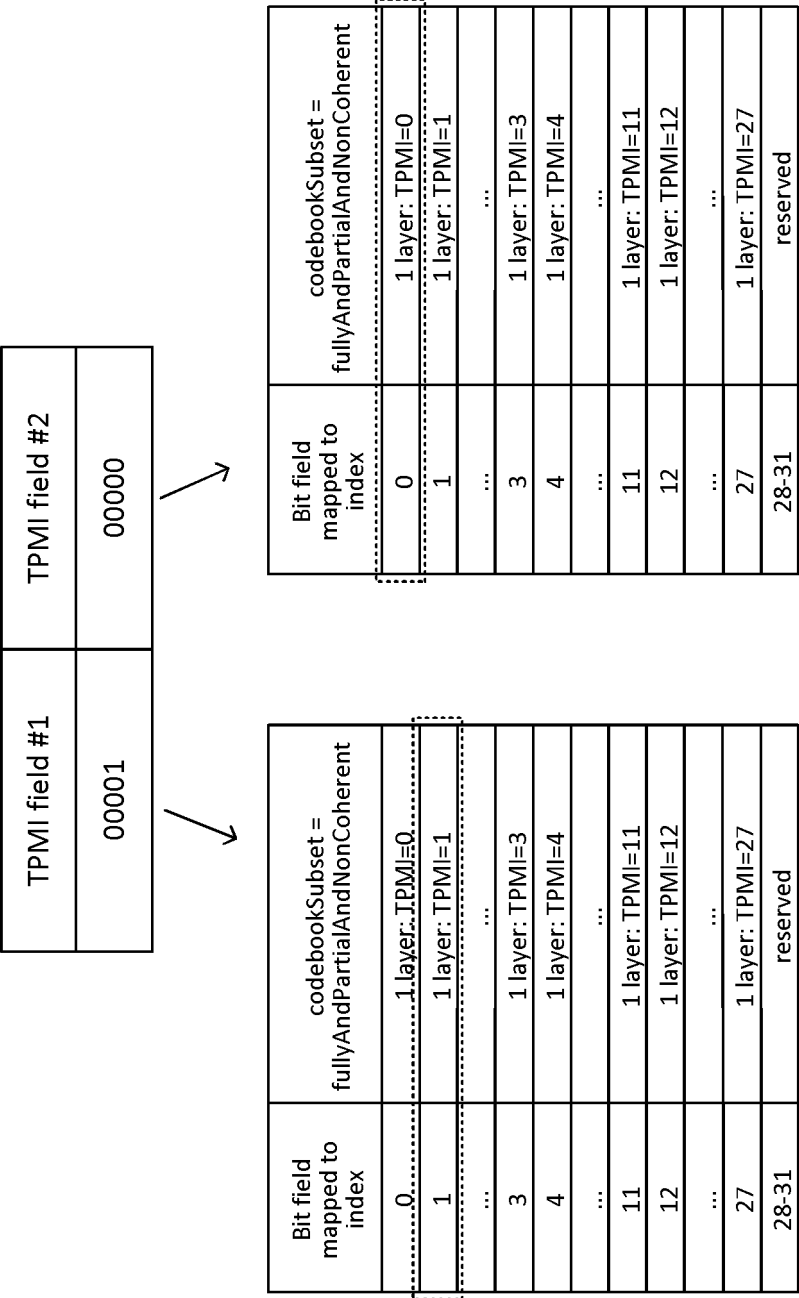 TPMI field #1
TPMI field #2
00001
00000
Bit field
mapped to
index
codebookSubset =
fullyAndPartialAndNonCoherent
0
1 layer: TPMI=0
1
1 layer: TPMI=1
...
...
3
1 layer: TPMI=3
4
1 layer: TPMI=4
...
...
11
1 layer: TPMI=11
12
1 layer: TPMI=12
...
...
27
1 layer: TPMI=27
28-31
reserved
Bit field
mapped to
index
codebookSubset =
fullyAndPartialAndNonCoherent
0
1 layer: TPMI=0
1
1 layer: TPMI=1
...
...
3
1 layer: TPMI=3
4
1 layer: TPMI=4
...
...
11
1 layer: TPMI=11
12
1 layer: TPMI=12
...
...
27
1 layer: TPMI=27
28-31
reserved